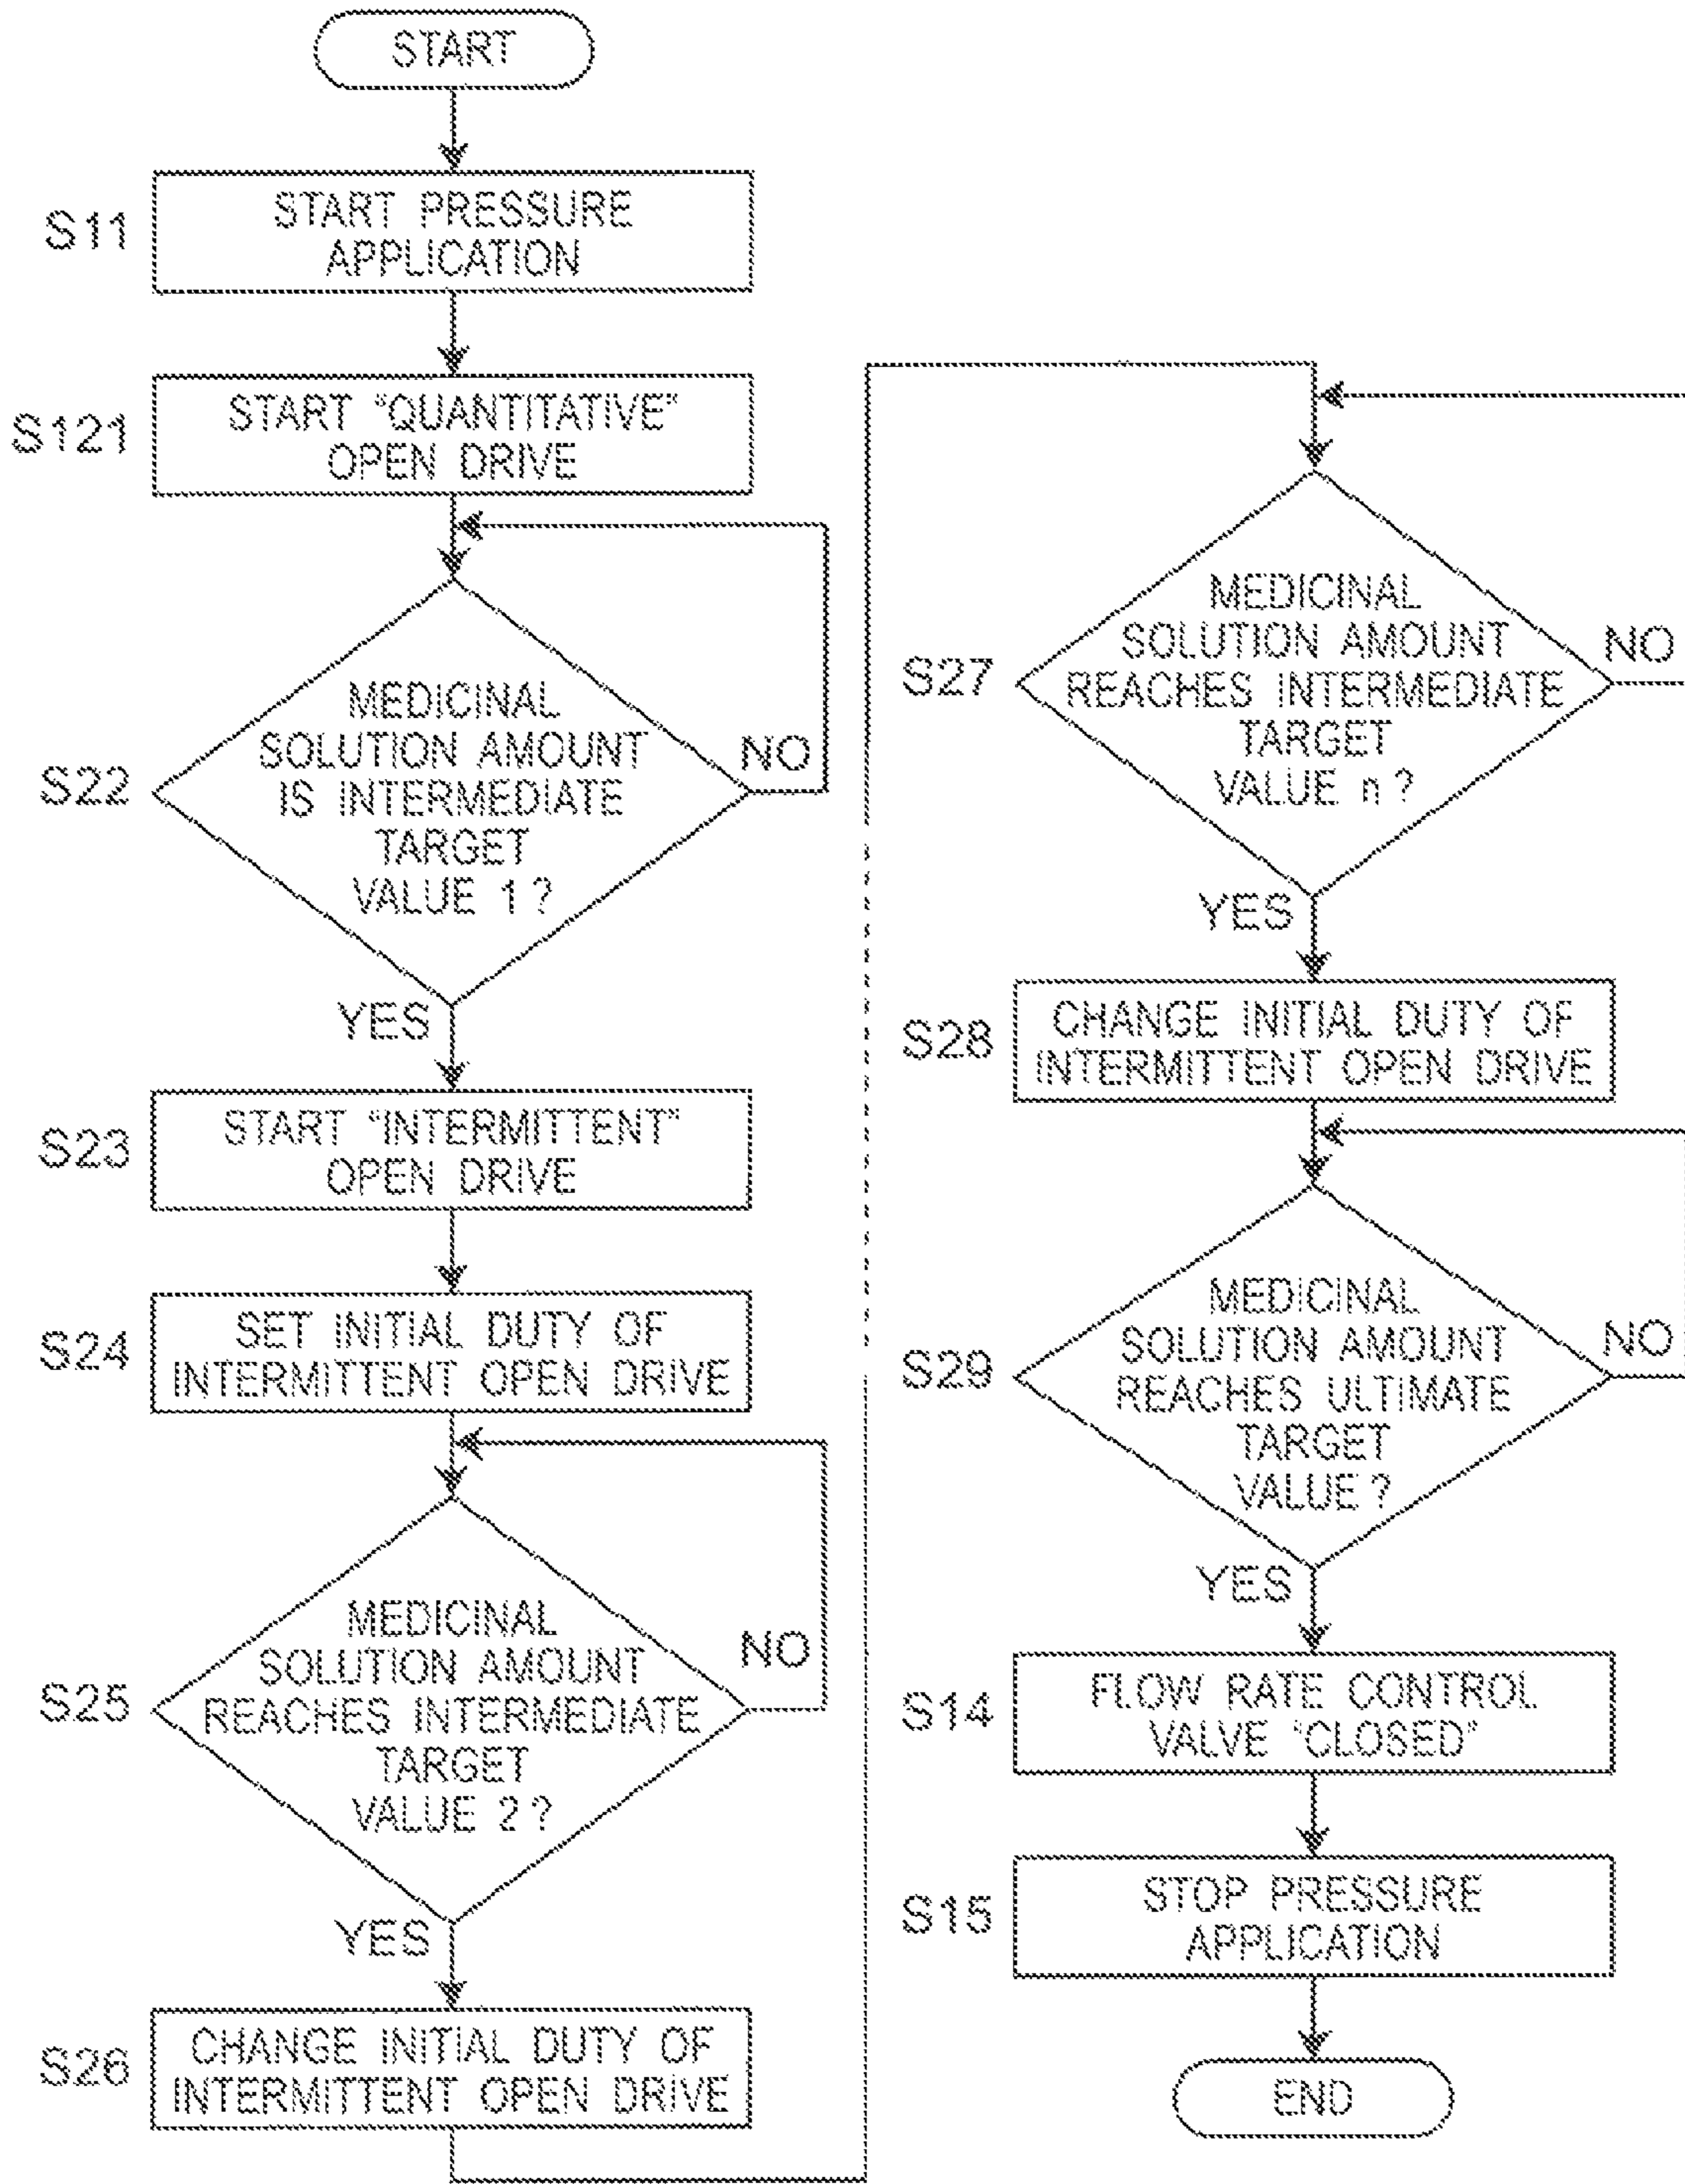 START
S11
START PRESSURE
APPLICATION
S121
START "QUANTITATIVE"
OPEN DRIVE
S22
MEDICINAL
SOLUTION AMOUNT
IS INTERMEDIATE
TARGET
VALUE 1?
NO
YES
S23
START "INTERMITTENT"
OPEN DRIVE
S24
SET INITIAL DUTY OF
INTERMITTENT OPEN DRIVE
S25
MEDICINAL
SOLUTION AMOUNT
REACHES INTERMEDIATE
TARGET
VALUE 2?
NO
YES
S26
CHANGE INITIAL DUTY OF
INTERMITTENT OPEN DRIVE
S27
MEDICINAL
SOLUTION AMOUNT
REACHES INTERMEDIATE
TARGET
VALUE n?
NO
YES
S28
CHANGE INITIAL DUTY OF
INTERMITTENT OPEN DRIVE
S29
MEDICINAL
SOLUTION AMOUNT
REACHES ULTIMATE
TARGET
VALUE?
NO
YES
S14
FLOW RATE CONTROL
VALVE "CLOSED"
S15
STOP PRESSURE
APPLICATION
END